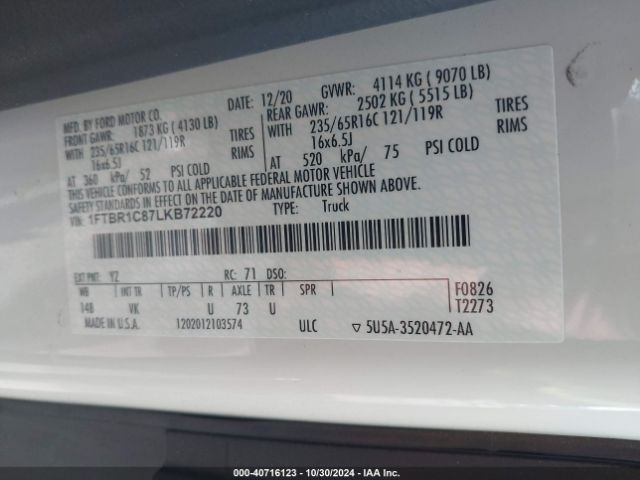 MFD. BY FORD MOTOR CO.
DATE: 12/20
GVWR: 4114 KG ( 9070 LB)
FRONT GAWR: 1873 KG ( 4130 LB)
REAR GAWR: 2502 KG ( 5515 LB)
WITH 235/65R16C 121/119R TIRES
WITH 235/65R16C 121/119R TIRES
16x6.5J RIMS
16x6.5J RIMS
AT 360 kPa/ 52 PSI COLD
AT 520 kPa/ 75 PSI COLD
THIS VEHICLE CONFORMS TO ALL APPLICABLE FEDERAL MOTOR VEHICLE
SAFETY STANDARDS IN EFFECT ON THE DATE OF MANUFACTURE SHOWN ABOVE.
VIN: 1FTBR1C87LKB72220
TYPE: Truck
EXT PNT: YZ RC: 71 DSO:
F0826
WB INT TR TP/PS R AXLE TR SPR
T2273
148 VK U 73 U
MADE IN U.S.A. 1202012103574 ULC ▽ 5U5A-3520472-AA
000-40716123 - 10/30/2024 - IAA Inc.